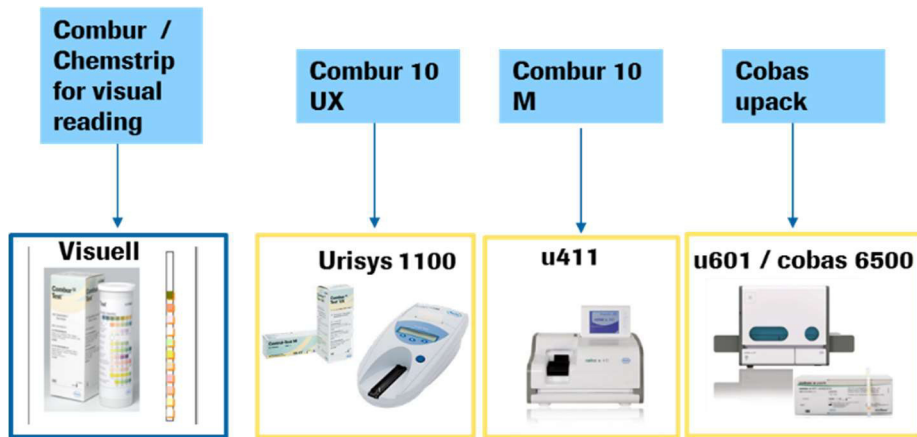 Combur /
Chemstrip
for visual
reading
Combur 10
UX
Combur 10
M
Cobas
upack
Visuell
Urisys 1100
u411
u601 / cobas 6500